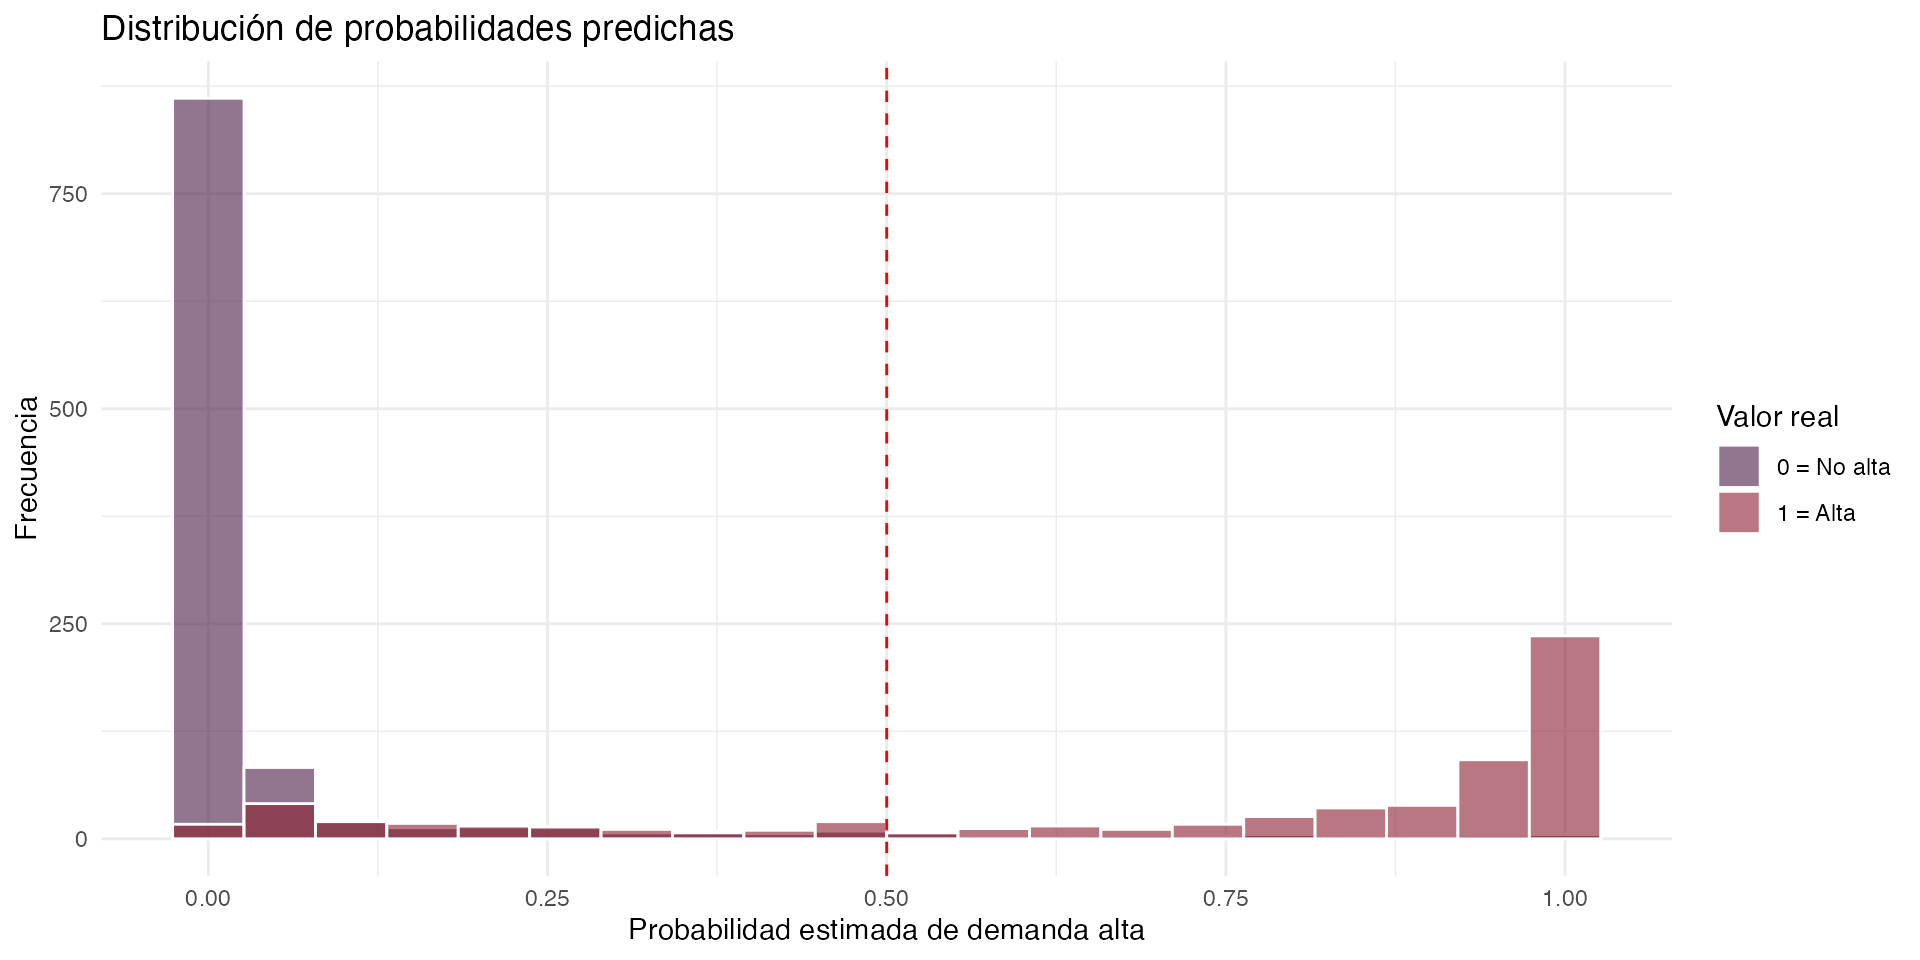 Distribución de probabilidades predichas
Frecuencia
750
500
250
0
0.00
0.25
0.50
0.75
1.00
Probabilidad estimada de demanda alta
Valor real
0 = No alta
1 = Alta